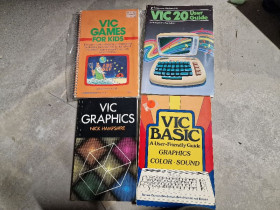 VIC
GAMES
FOR KIDS
VIC 20 User
Guide
VIC
GRAPHICS
NICK HAMPSHIRE
VIC
BASIC
A User-Friendly Guide
GRAPHICS
COLOR · SOUND